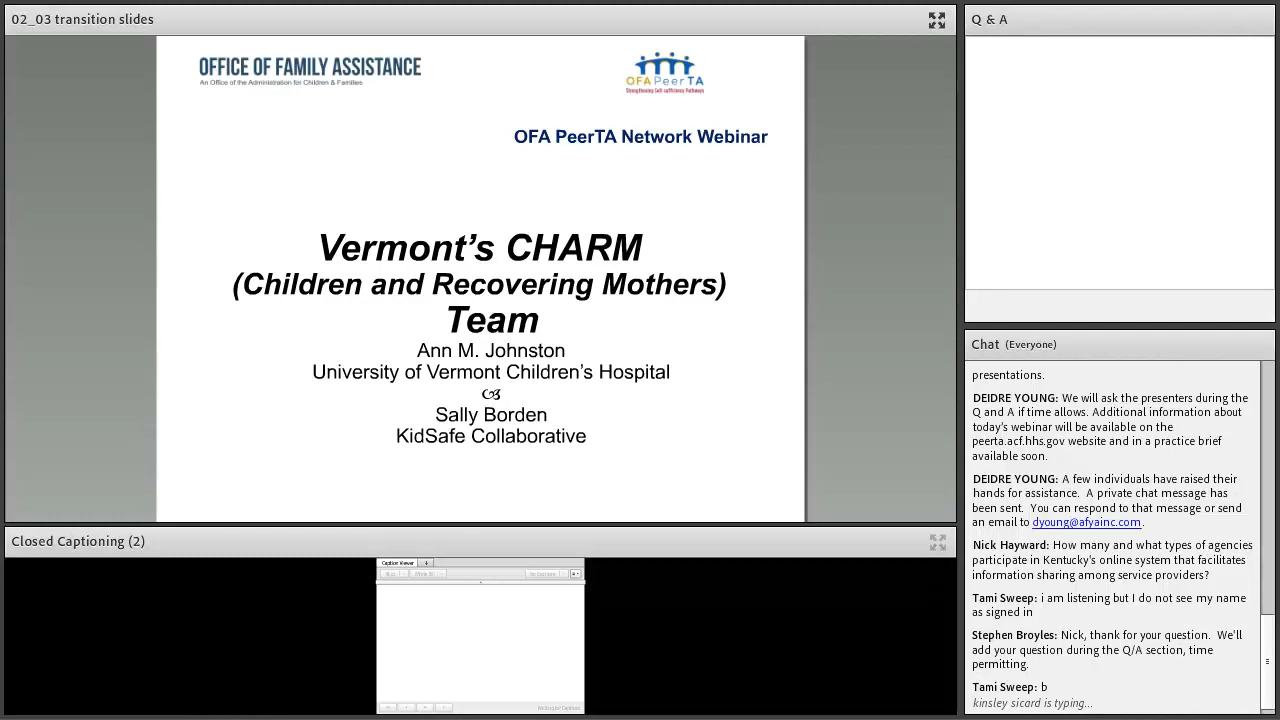 02_03 transition slides
OFFICE OF FAMILY ASSISTANCE
An Office of the Administration for Children & Families
OFA PeerTA
Strengthening Self-sufficiency Pathways
OFA PeerTA Network Webinar
Vermont’s CHARM
(Children and Recovering Mothers)
Team
Ann M. Johnston
University of Vermont Children’s Hospital
Sally Borden
KidSafe Collaborative
Closed Captioning (2)
Caption Viewer
Q & A
Chat (Everyone)
presentations.
DEIDRE YOUNG: We will ask the presenters during the
Q and A if time allows. Additional information about
today’s webinar will be available on the
peerta.acf.hhs.gov website and in a practice brief
available soon.
DEIDRE YOUNG: A few individuals have raised their
hands for assistance.  A private chat message has
been sent.  You can respond to that message or send
an email to dyoung@afyainc.com.
Nick Hayward: How many and what types of agencies
participate in Kentucky’s online system that facilitates
information sharing among service providers?
Tami Sweep: i am listening but I do not see my name
as signed in
Stephen Broyles: Nick, thank for your question.  We'll
add your question during the Q/A section, time
permitting.
Tami Sweep: b
kinsley sicard is typing...